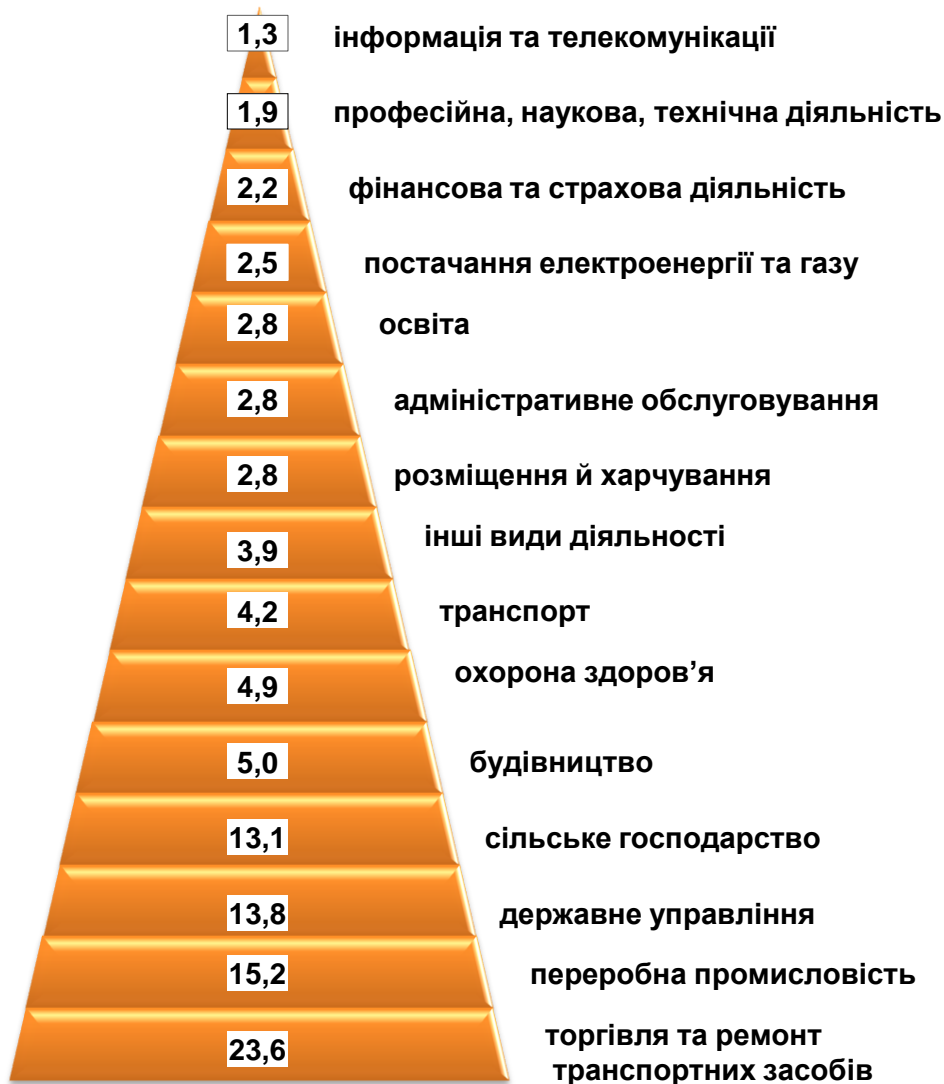 1,3 інформація та телекомунікації
1,9 професійна, наукова, технічна діяльність
2,2 фінансова та страхова діяльність
2,5 постачання електроенергії та газу
2,8 освіта
2,8 адміністративне обслуговування
2,8 розміщення й харчування
3,9 інші види діяльності
4,2 транспорт
4,9 охорона здоров’я
5,0 будівництво
13,1 сільське господарство
13,8 державне управління
15,2 переробна промисловість
23,6 торгівля та ремонт
транспортних засобів